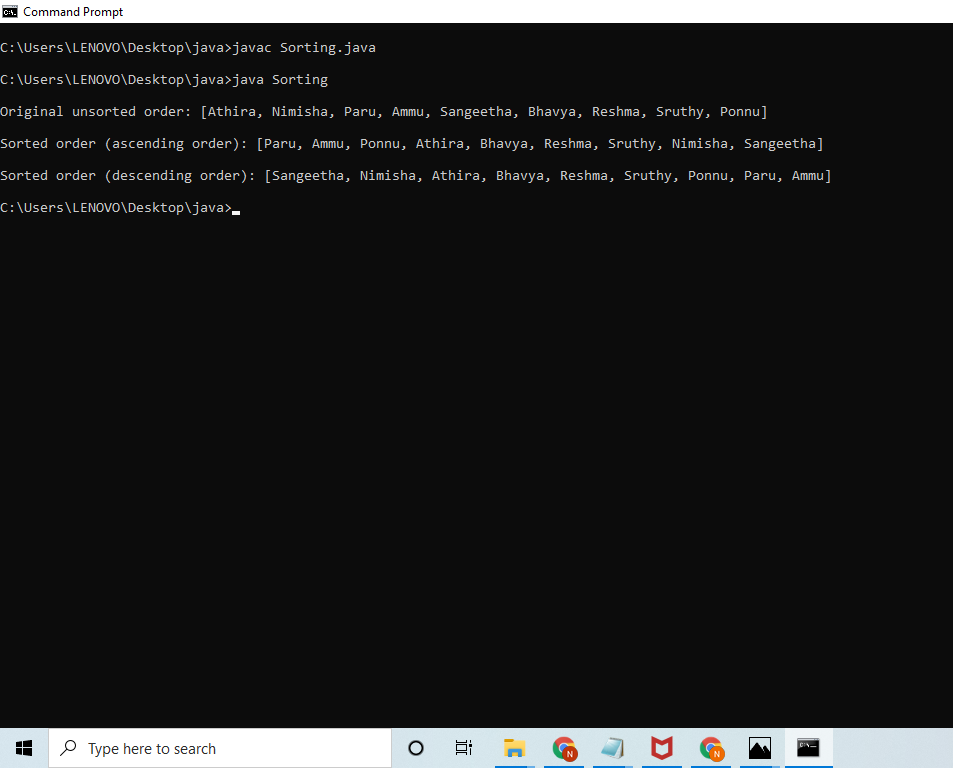 Command Prompt
C:\Users\LENOVO\Desktop\java>javac Sorting.java
C:\Users\LENOVO\Desktop\java>java Sorting
Original unsorted order: [Athira, Nimisha, Paru, Ammu, Sangeetha, Bhavya, Reshma, Sruthy, Ponnu]
Sorted order (ascending order): [Paru, Ammu, Ponnu, Athira, Bhavya, Reshma, Sruthy, Nimisha, Sangeetha]
Sorted order (descending order): [Sangeetha, Nimisha, Athira, Bhavya, Reshma, Sruthy, Ponnu, Paru, Ammu]
C:\Users\LENOVO\Desktop\java>
Type here to search